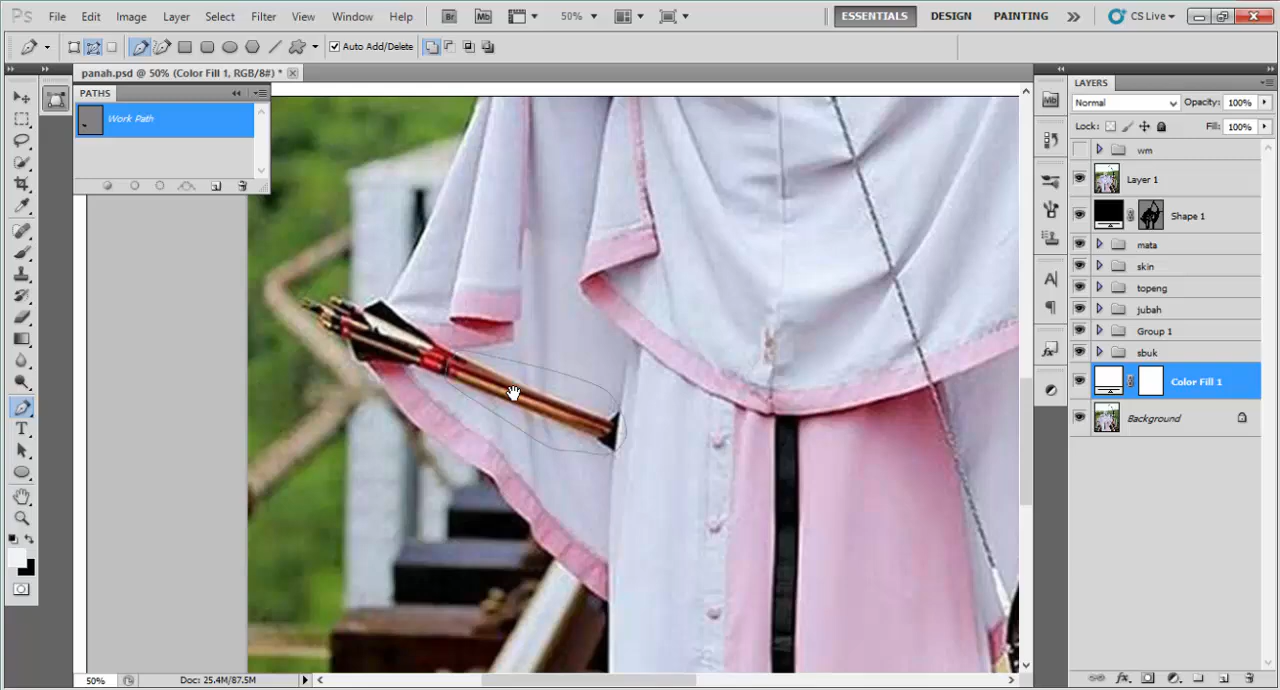 Ps File Edit Image Layer Select Filter View Window Help Br Mb 50% ESSENTIALS DESIGN PAINTING CS Live
Auto Add/Delete
panah.psd @ 50% (Color Fill 1, RGB/8#) *
PATHS
Work Path
LAYERS
Normal Opacity: 100%
Lock: Fill: 100%
wm
Layer 1
Shape 1
mata
skin
topeng
jubah
Group 1
sbuk
Color Fill 1
Background
Mb
A
T
fx
50% Doc: 25.4M/87.5M
fx